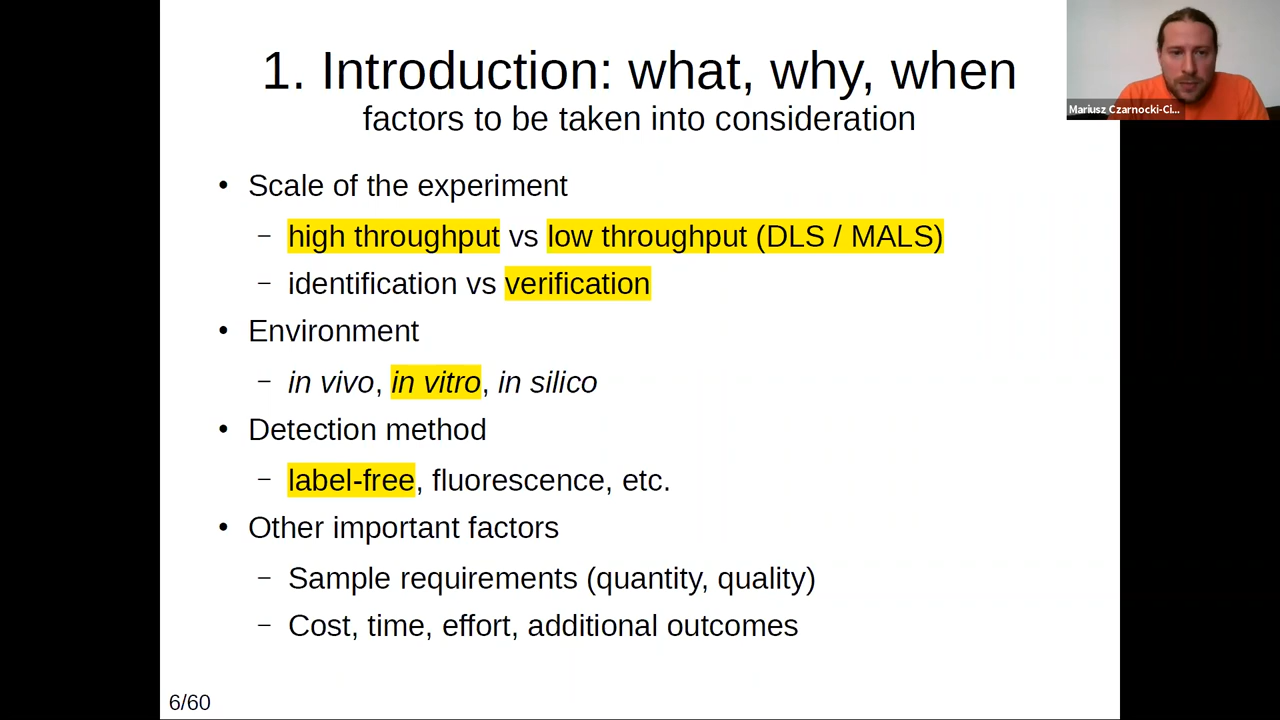 1. Introduction: what, why, when
factors to be taken into consideration
Mariusz Czarnocki-Ci...
• Scale of the experiment
– high throughput vs low throughput (DLS / MALS)
– identification vs verification
• Environment
– in vivo, in vitro, in silico
• Detection method
– label-free, fluorescence, etc.
• Other important factors
– Sample requirements (quantity, quality)
– Cost, time, effort, additional outcomes
6/60